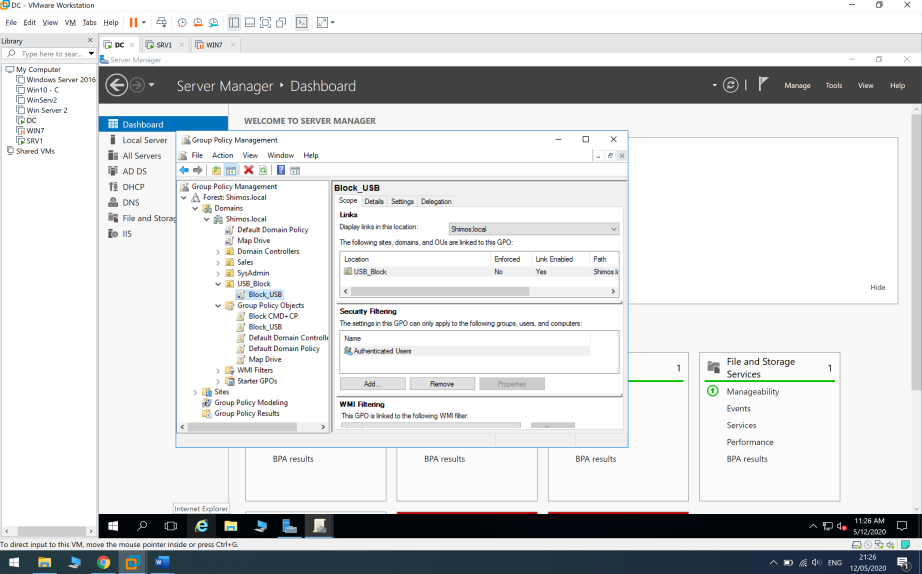 DC - VMware Workstation
File Edit View VM Tabs Help
Library
Type here to sear...
My Computer
Windows Server 2016
Win10 - C
WinServ2
Win Server 2
DC
WIN7
SRV1
Shared VMs
DC
SRV1
WIN7
Server Manager
Server Manager Dashboard
Manage Tools View Help
Dashboard
Local Server
All Servers
AD DS
DHCP
DNS
File and Storag
IIS
WELCOME TO SERVER MANAGER
Group Policy Management
File Action View Window Help
Group Policy Management
Forest: Shimos.local
Domains
Shimos.local
Default Domain Policy
Map Drive
Domain Controllers
Sales
SysAdmin
USB_Block
Block_USB
Group Policy Objects
Block CMD+CP
Block_USB
Default Domain Controlle
Default Domain Policy
Map Drive
WMI Filters
Starter GPOs
Sites
Group Policy Modeling
Group Policy Results
Block_USB
Scope Details Settings Delegation
Links
Display links in this location: Shimos.local
The following sites, domains, and OUs are linked to this GPO:
Location Enforced Link Enabled Path
USB_Block No Yes Shimos.lo
Security Filtering
The settings in this GPO can only apply to the following groups, users, and computers:
Name
Authenticated Users
Add... Remove Properties
WMI Filtering
This GPO is linked to the following WMI filter:
Hide
1
File and Storage
Services
1
Manageability
Events
Services
Performance
BPA results
BPA results
BPA results
BPA results
Internet Explorer
11:26 AM
5/12/2020
To direct input to this VM, move the mouse pointer inside or press Ctrl+G.
ENG
21:26
12/05/2020